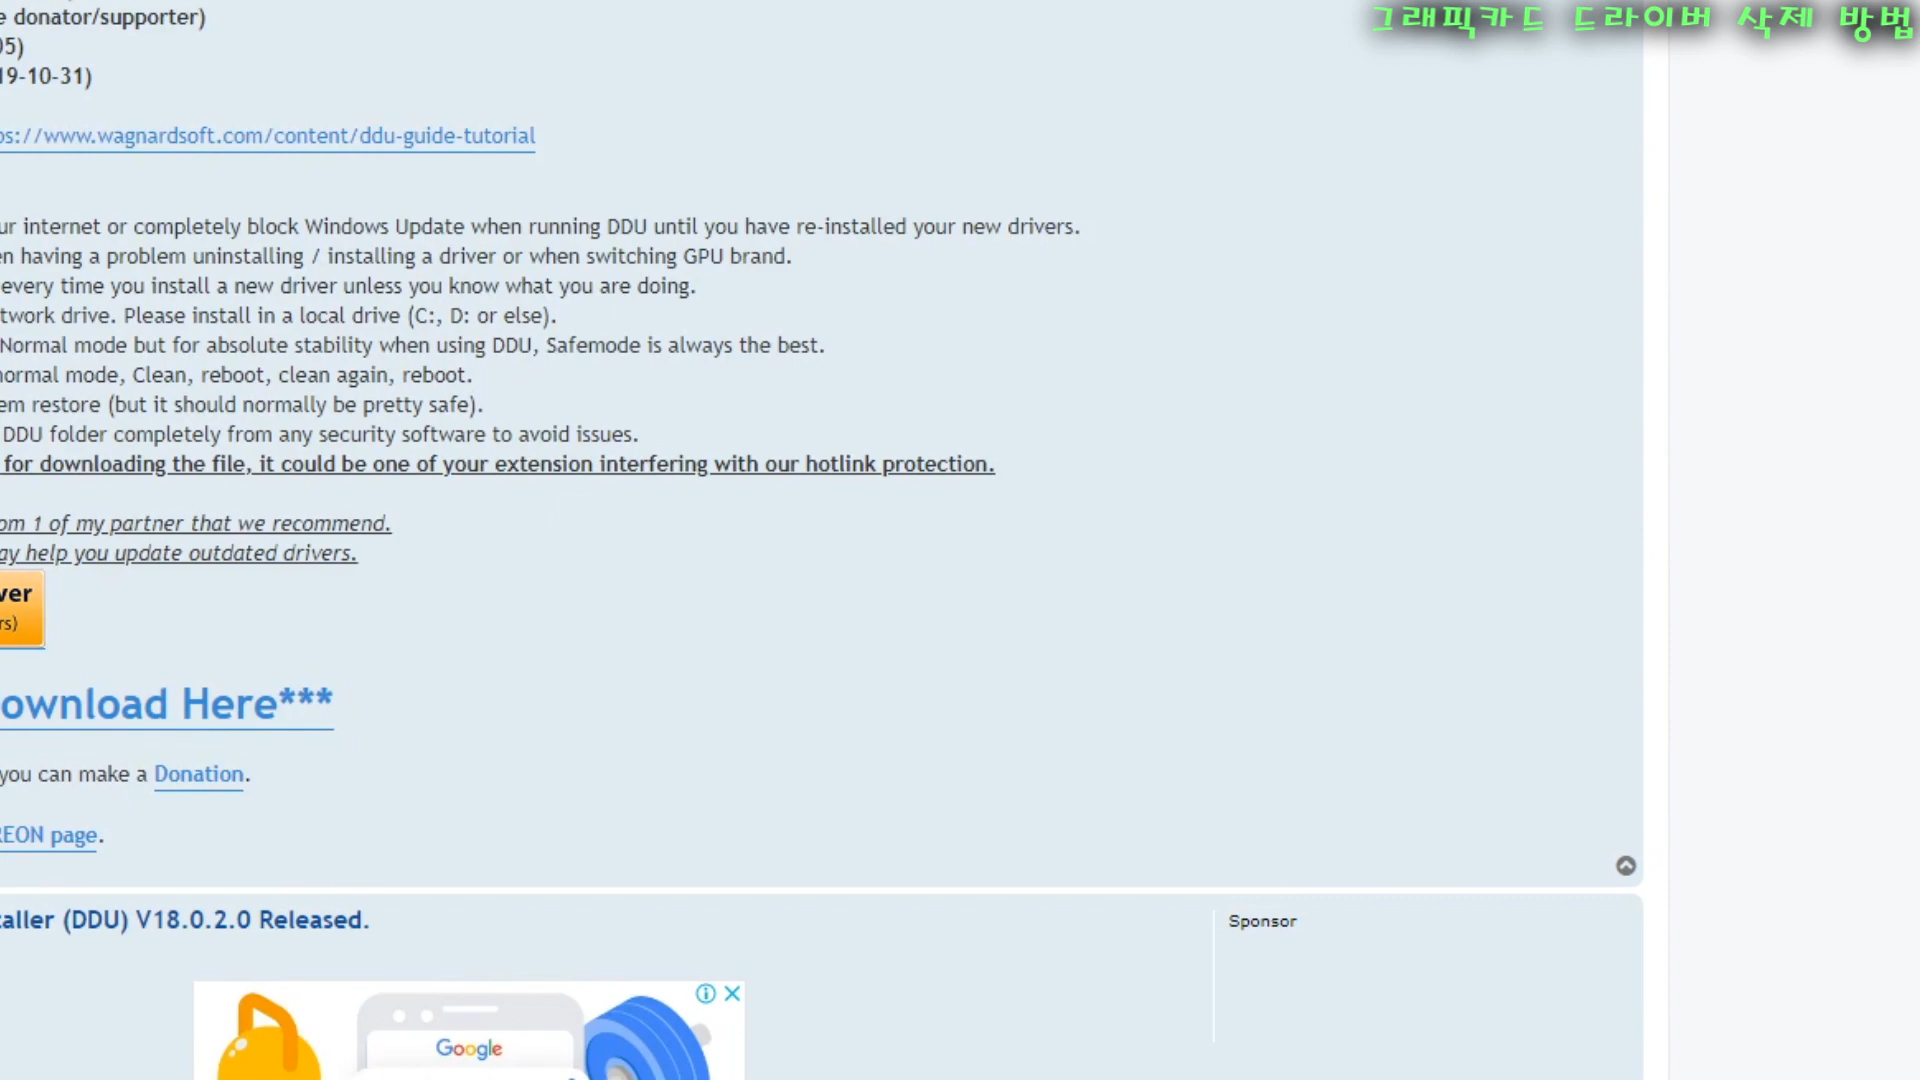 그래픽카드 드라이버 삭제 방법
e donator/supporter)
05)
19-10-31)
ps://www.wagnardsoft.com/content/ddu-guide-tutorial
ur internet or completely block Windows Update when running DDU until you have re-installed your new drivers.
en having a problem uninstalling / installing a driver or when switching GPU brand.
every time you install a new driver unless you know what you are doing.
twork drive. Please install in a local drive (C:, D: or else).
Normal mode but for absolute stability when using DDU, Safemode is always the best.
normal mode, Clean, reboot, clean again, reboot.
em restore (but it should normally be pretty safe).
DDU folder completely from any security software to avoid issues.
for downloading the file, it could be one of your extension interfering with our hotlink protection.
om 1 of my partner that we recommend.
ay help you update outdated drivers.
ver
rs)
ownload Here***
you can make a Donation.
REON page.
taller (DDU) V18.0.2.0 Released.
Sponsor
Google